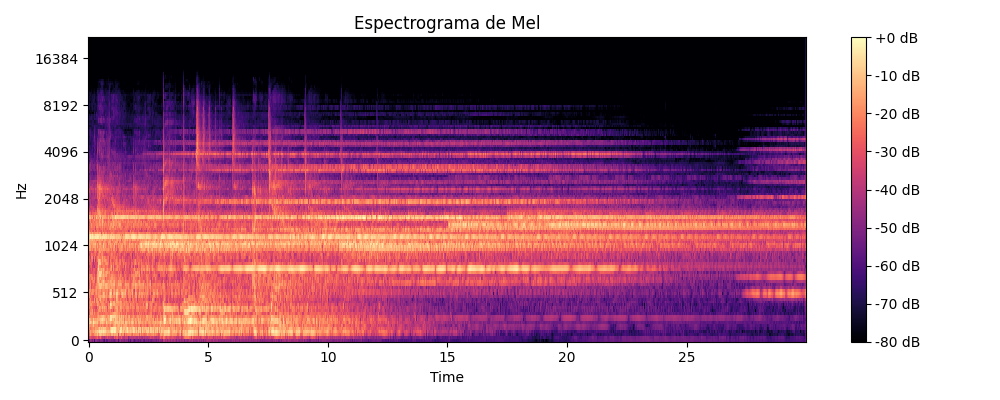 Espectrograma de Mel
Hz
16384
8192
4096
2048
1024
512
0
0 5 10 15 20 25
Time
+0 dB
-10 dB
-20 dB
-30 dB
-40 dB
-50 dB
-60 dB
-70 dB
-80 dB